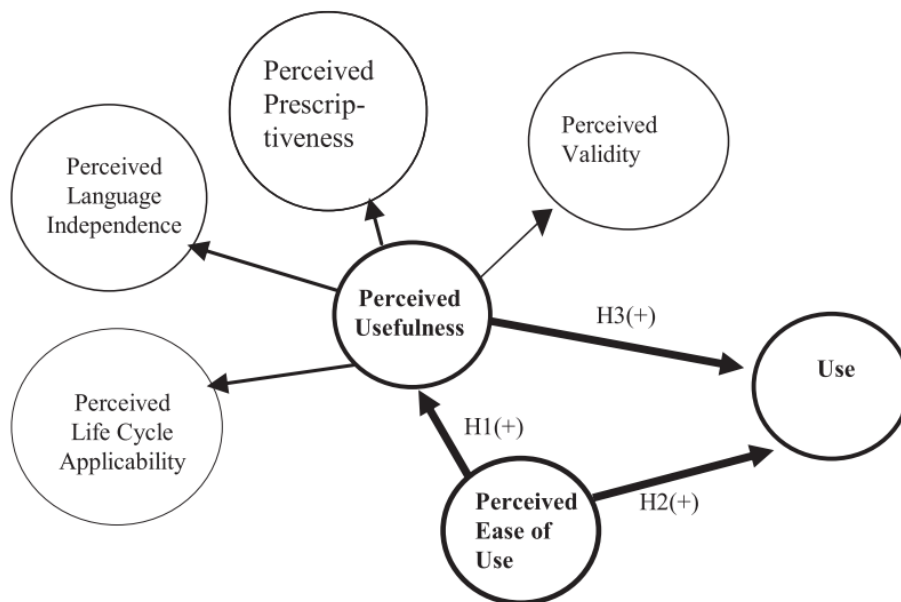 Perceived
Prescrip-
tiveness
Perceived
Validity
Perceived
Language
Independence
Perceived
Usefulness
H3(+)
Use
Perceived
Life Cycle
Applicability
H1(+)
Perceived
Ease of
Use
H2(+)